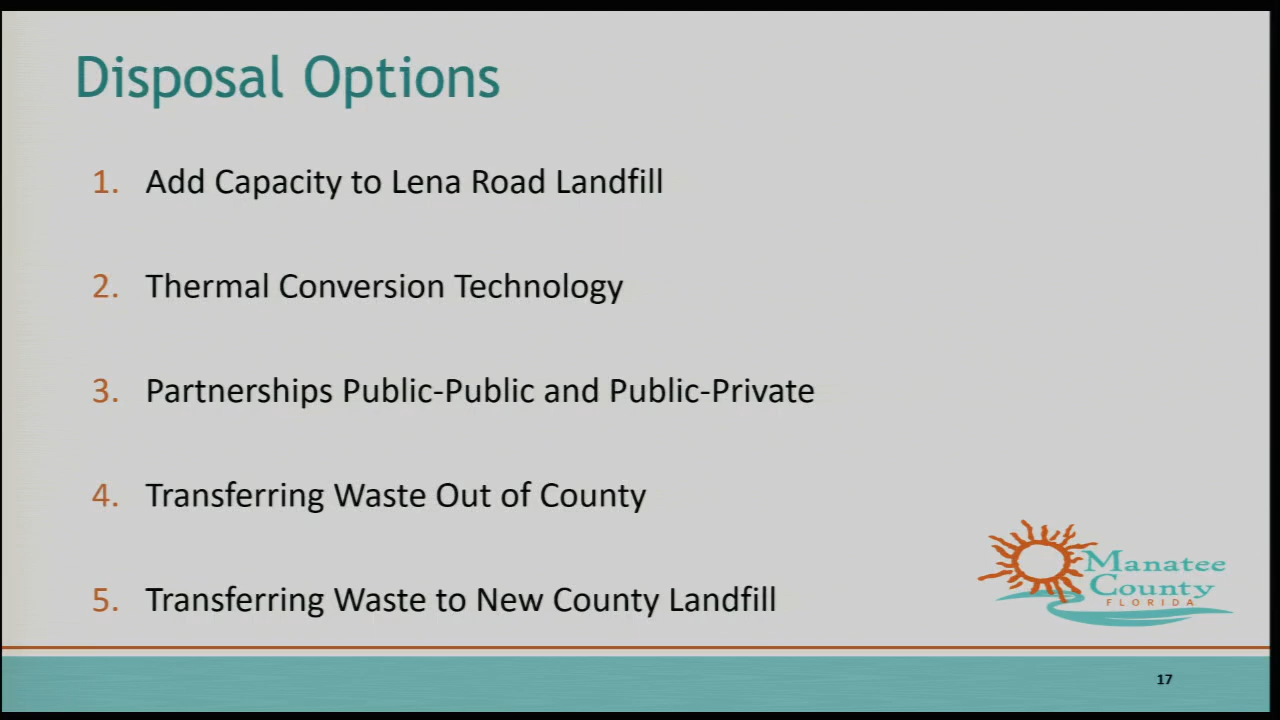 Disposal Options
1. Add Capacity to Lena Road Landfill
2. Thermal Conversion Technology
3. Partnerships Public-Public and Public-Private
4. Transferring Waste Out of County
5. Transferring Waste to New County Landfill
Manatee
County
FLORIDA
17